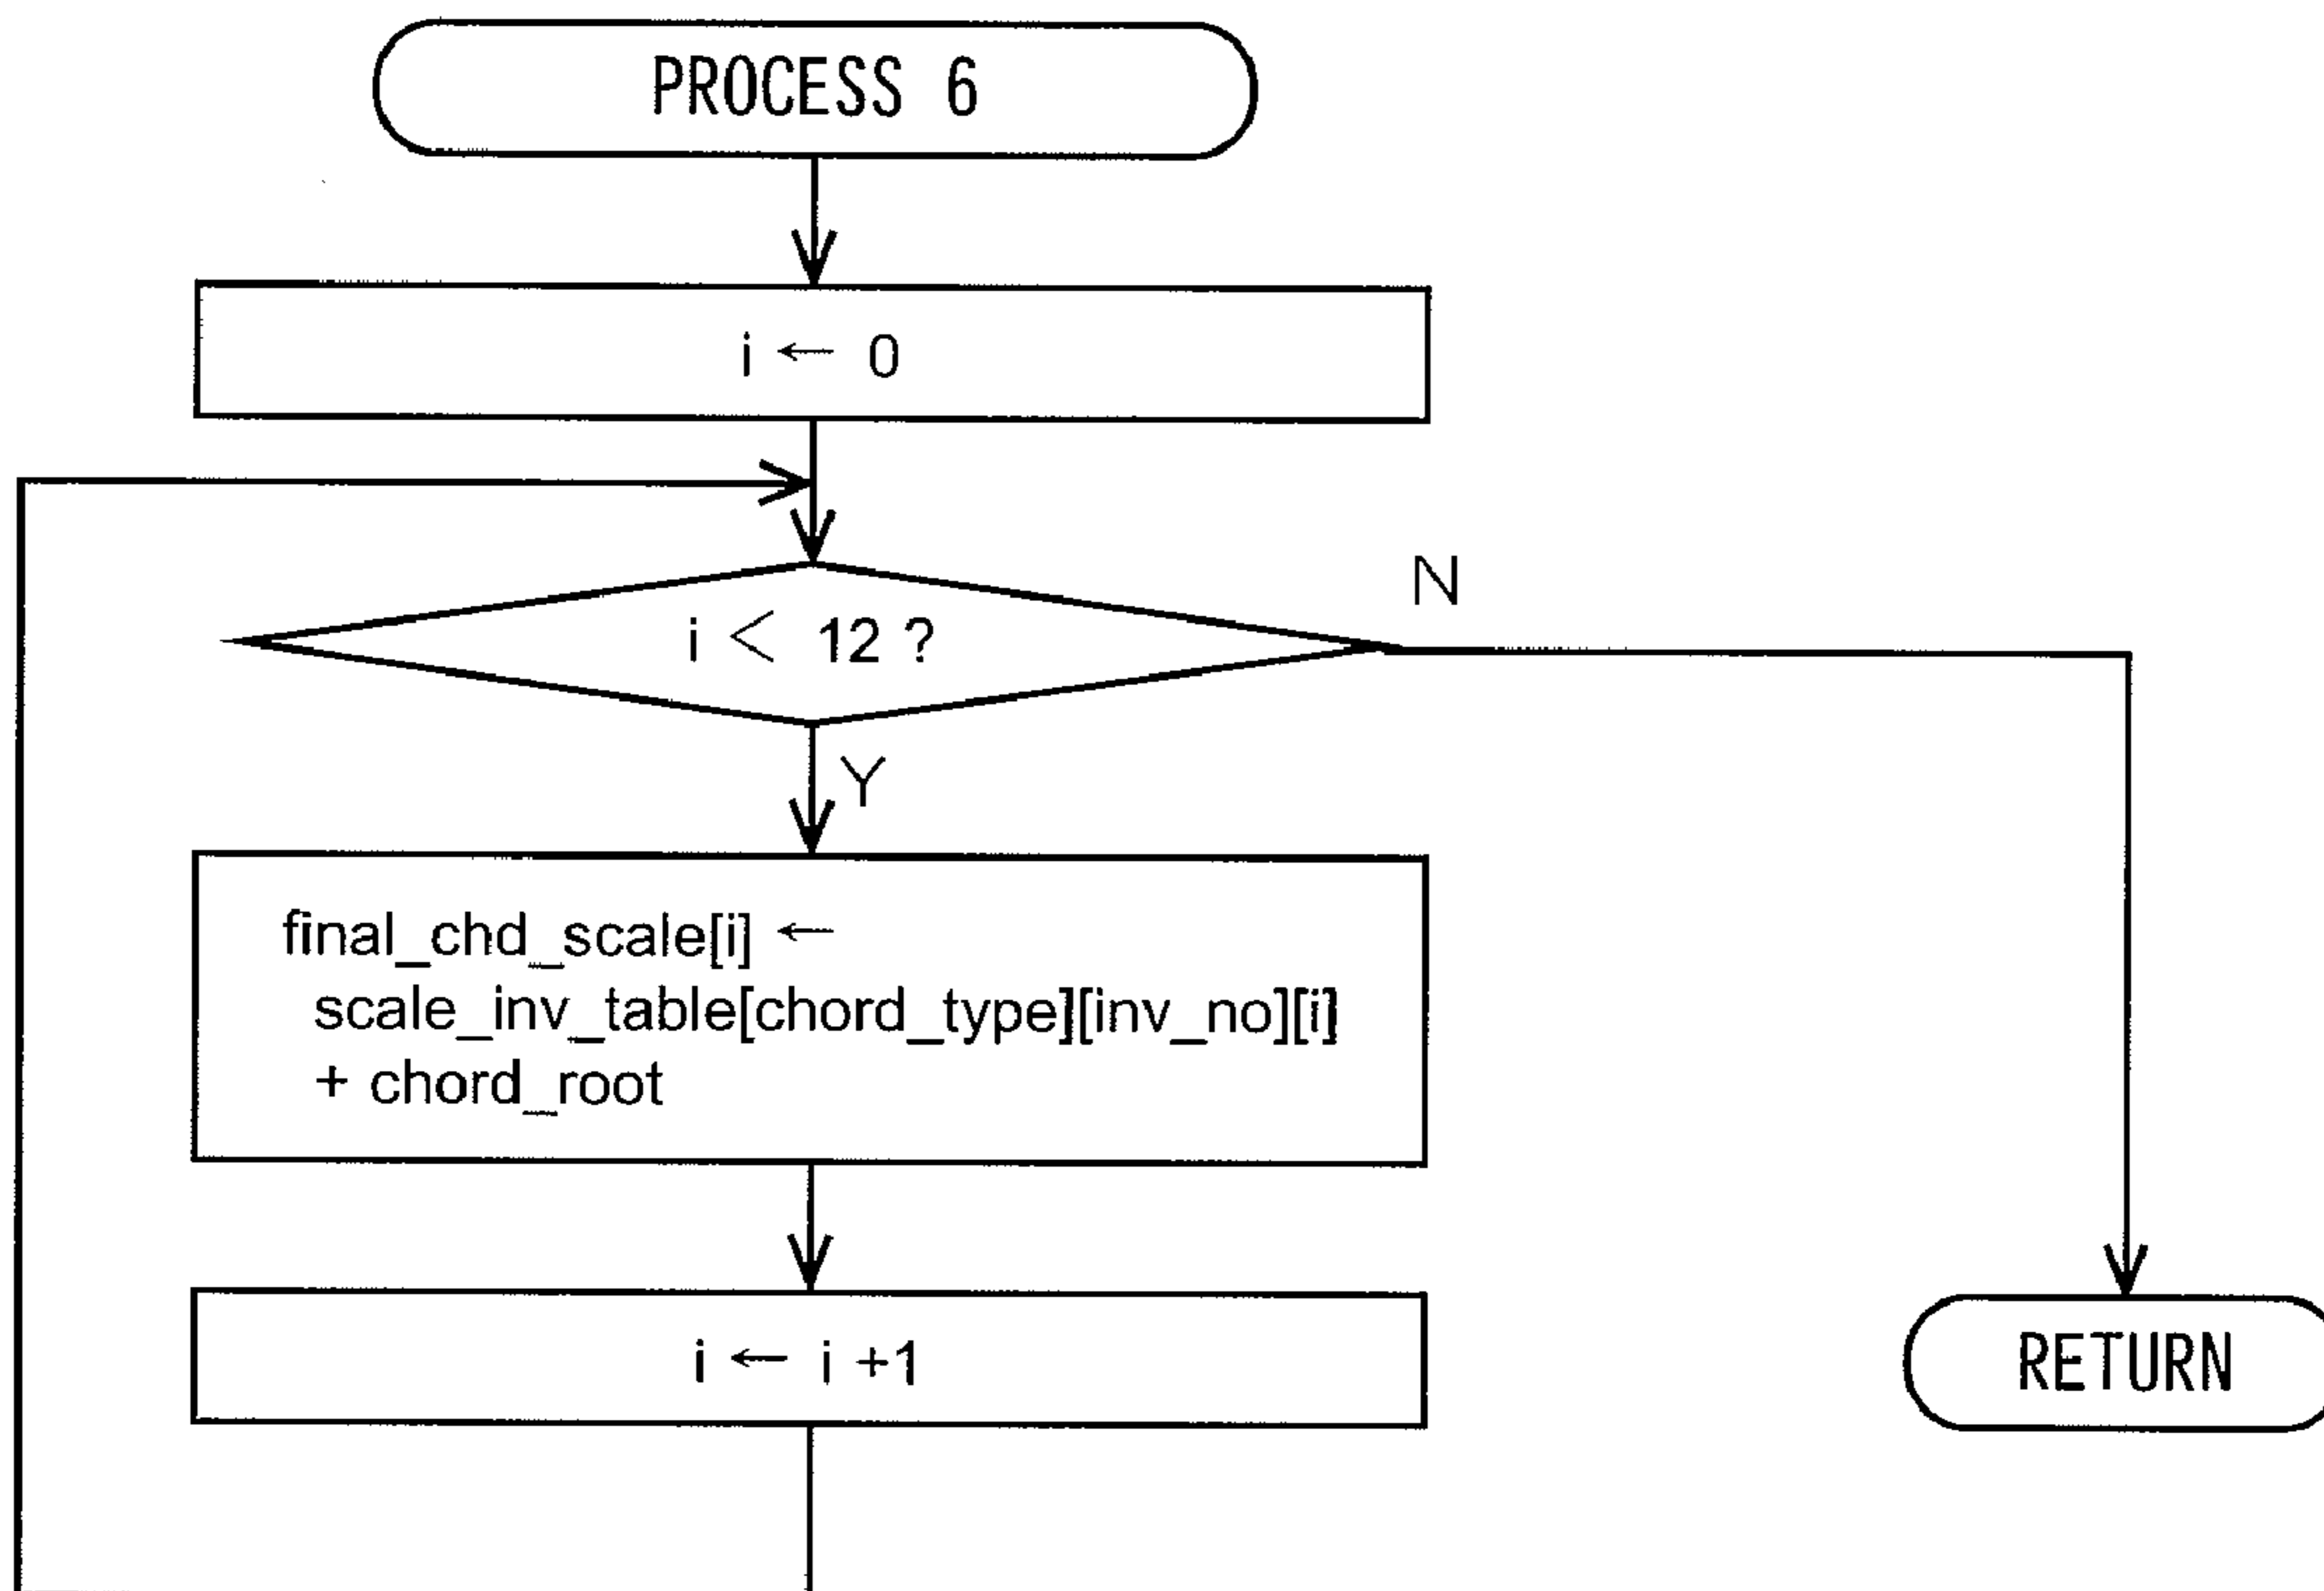 PROCESS 6
i ← 0
i < 12 ?
N
Y
final_chd_scale[i] ←
scale_inv_table[chord_type][inv_no][i]
+ chord_root
i ← i +1
RETURN